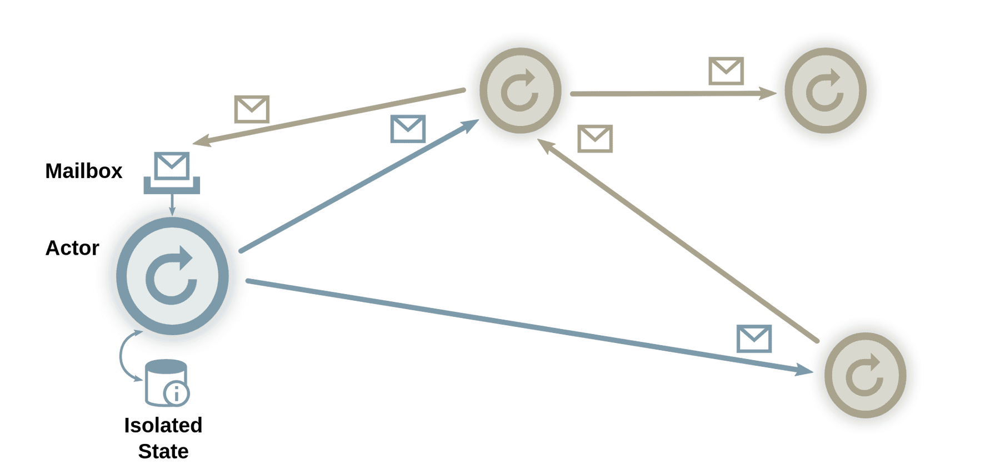 Mailbox
Actor
Isolated
State